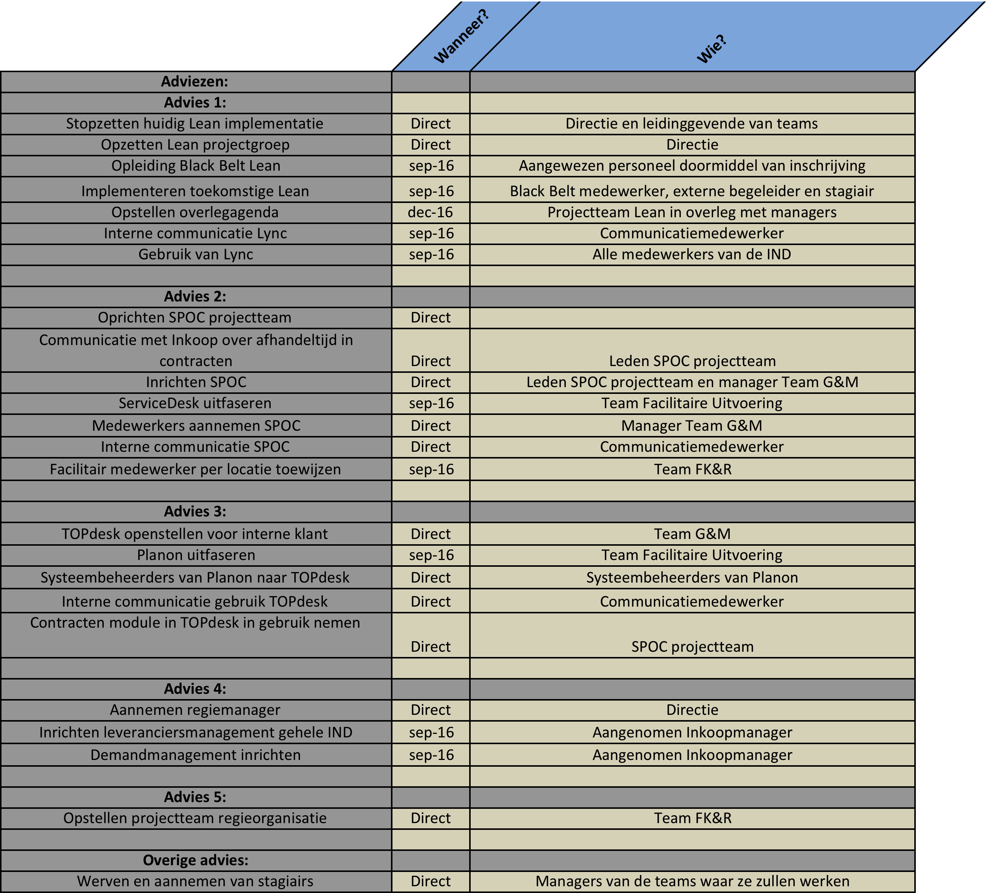 Wanneer? Wie?
Adviezen:
Advies 1:
Stopzetten huidig Lean implementatie Direct Directie en leidinggevende van teams
Opzetten Lean projectgroep Direct Directie
Opleiding Black Belt Lean sep-16 Aangewezen personeel doormiddel van inschrijving
Implementeren toekomstige Lean sep-16 Black Belt medewerker, externe begeleider en stagiair
Opstellen overlegagenda dec-16 Projectteam Lean in overleg met managers
Interne communicatie Lync sep-16 Communicatiemedewerker
Gebruik van Lync sep-16 Alle medewerkers van de IND
Advies 2:
Oprichten SPOC projectteam Direct
Communicatie met Inkoop over afhandeltijd in
contracten Direct Leden SPOC projectteam
Inrichten SPOC Direct Leden SPOC projectteam en manager Team G&M
ServiceDesk uitfaseren sep-16 Team Facilitaire Uitvoering
Medewerkers aannemen SPOC Direct Manager Team G&M
Interne communicatie SPOC Direct Communicatiemedewerker
Facilitair medewerker per locatie toewijzen sep-16 Team FK&R
Advies 3:
TOPdesk openstellen voor interne klant Direct Team G&M
Planon uitfaseren sep-16 Team Facilitaire Uitvoering
Systeembeheerders van Planon naar TOPdesk Direct Systeembeheerders van Planon
Interne communicatie gebruik TOPdesk Direct Communicatiemedewerker
Contracten module in TOPdesk in gebruik nemen
Direct SPOC projectteam
Advies 4:
Aannemen regiemanager Direct Directie
Inrichten leveranciersmanagement gehele IND sep-16 Aangenomen Inkoopmanager
Demandmanagement inrichten sep-16 Aangenomen Inkoopmanager
Advies 5:
Opstellen projectteam regieorganisatie Direct Team FK&R
Overige advies:
Werven en aannemen van stagiairs Direct Managers van de teams waar ze zullen werken